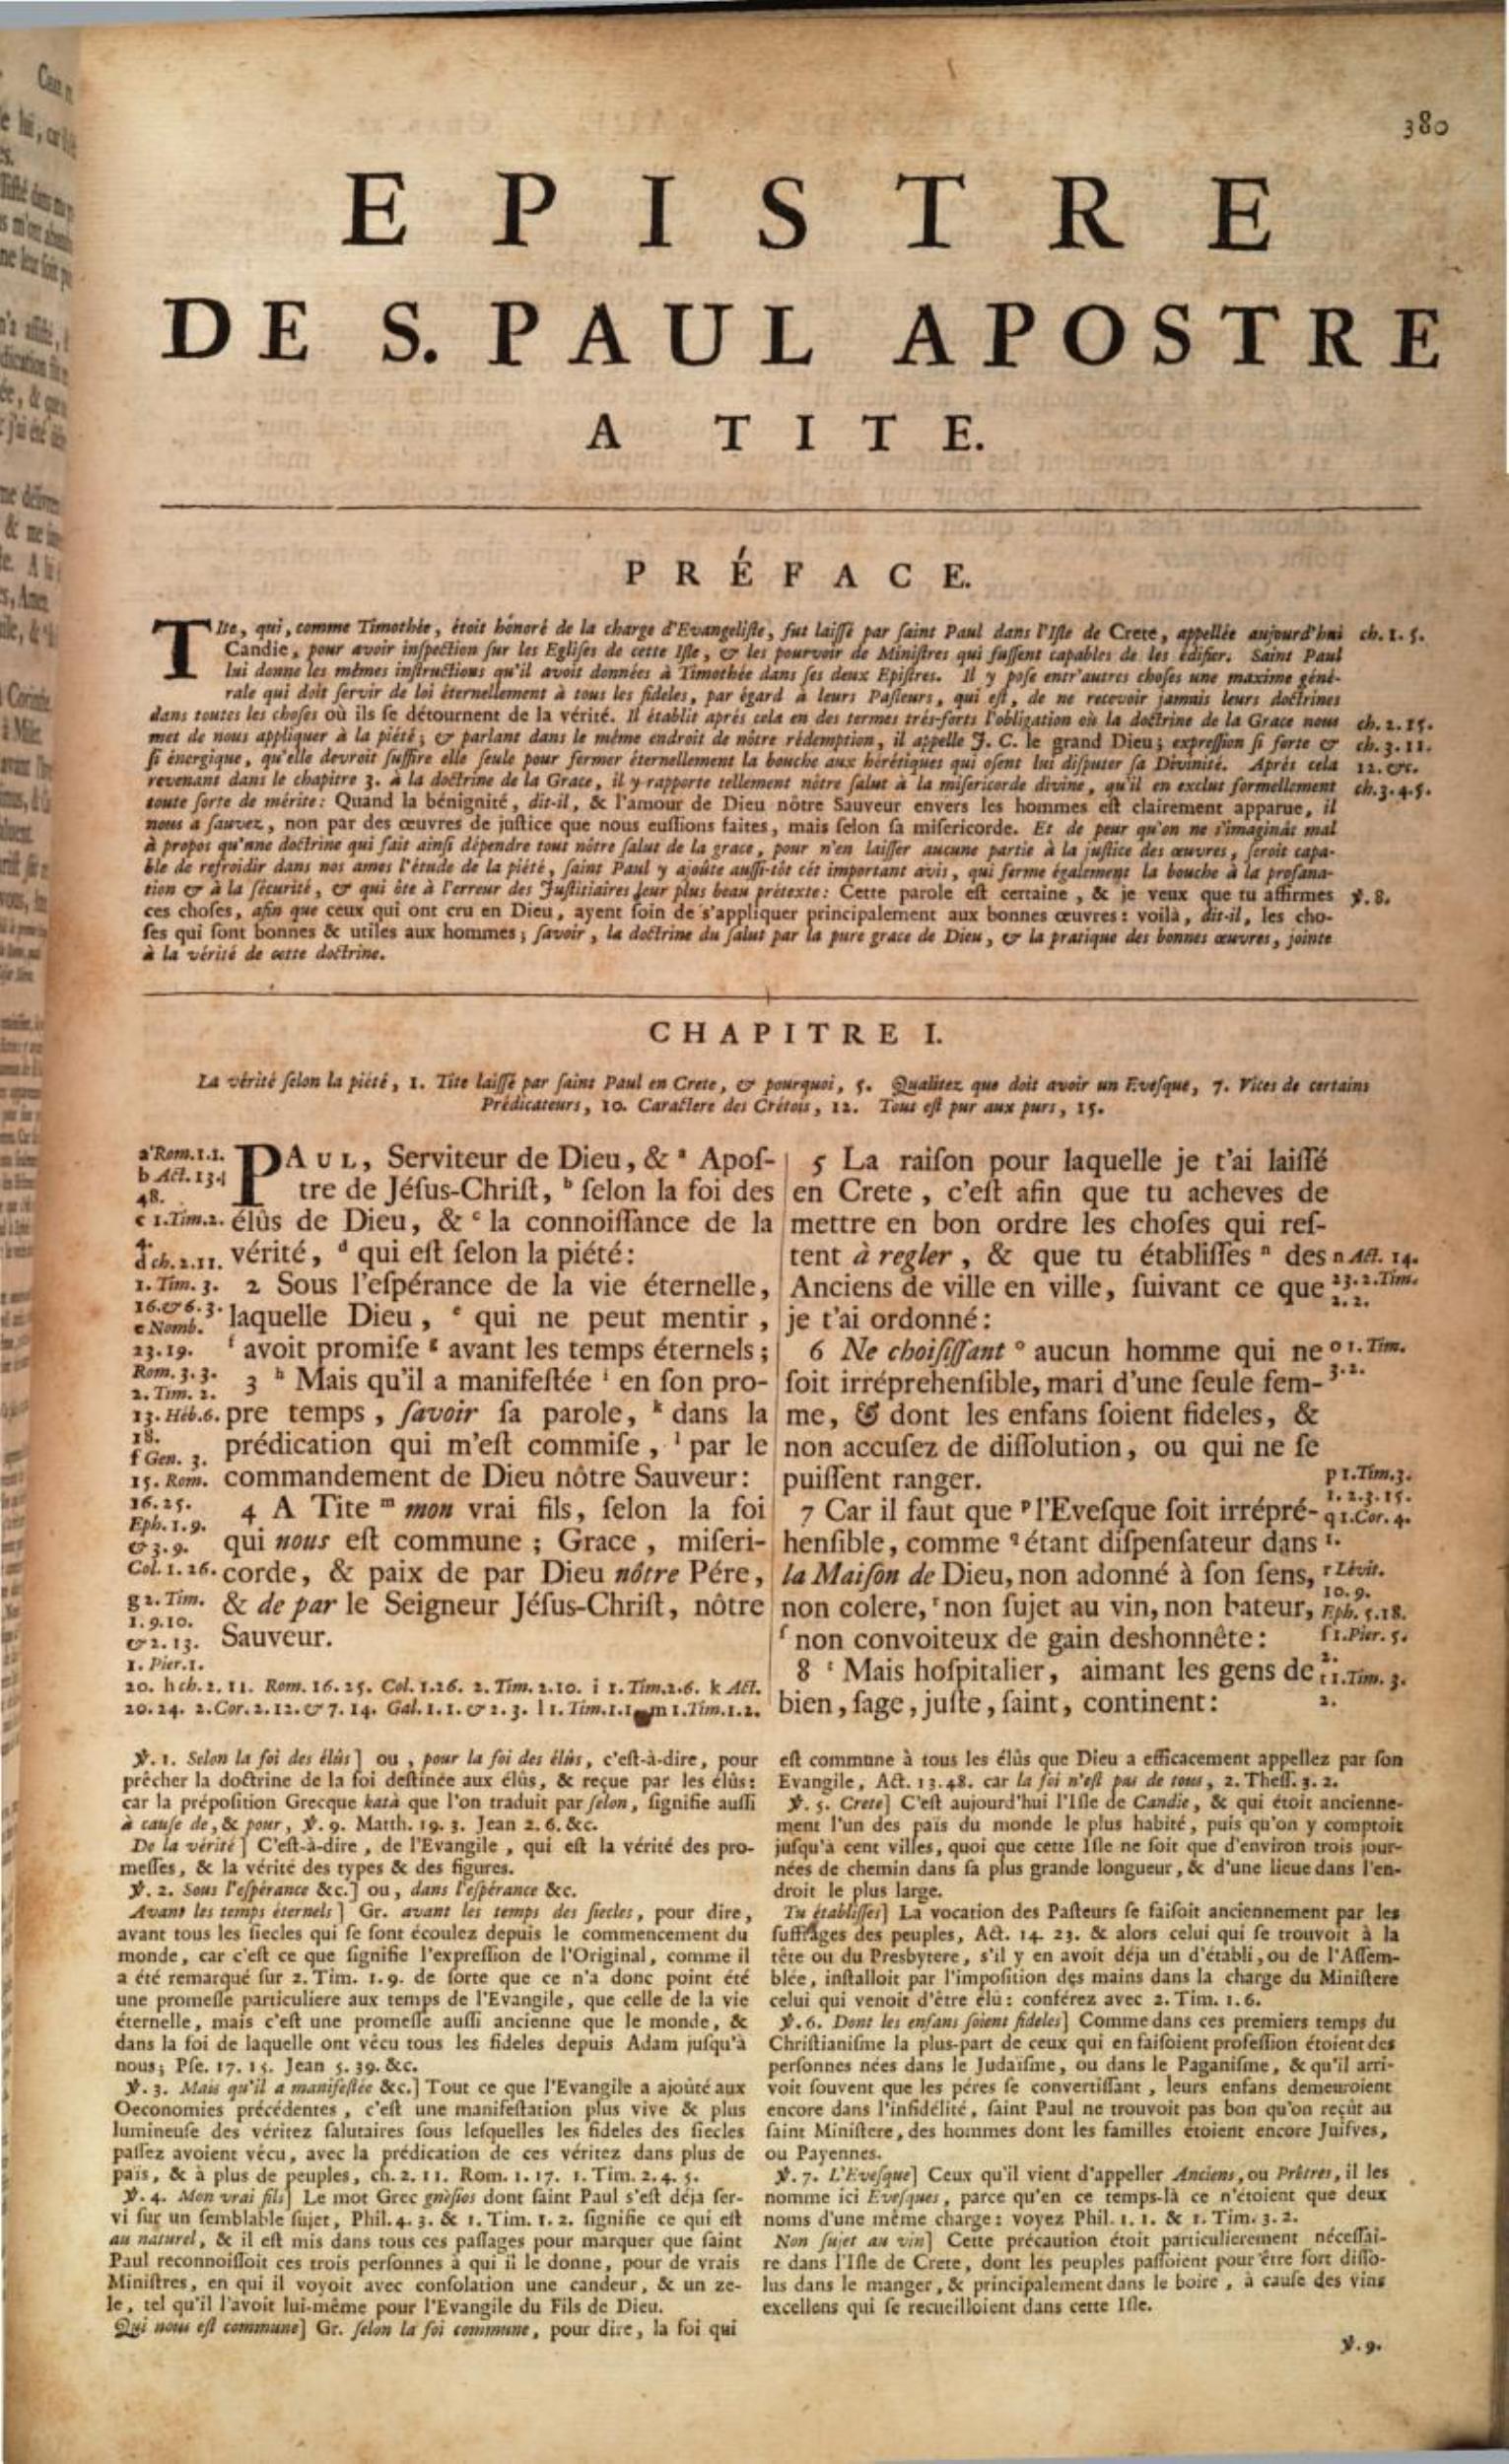 380
EPISTRE
DE S. PAUL APOSTRE
A TITE.
PRÉFACE.
TIte, qui, comme Timothée, étoit honoré de la charge d'Evangeliſte, fut laiſſé par ſaint Paul dans l'Iſle de Crete, appellée aujourd'hui ch. 1. 5.
Candie, pour avoir inſpection ſur les Egliſes de cette Iſle, & les pourvoir de Miniſtres qui fuſſent capables de les édifier. Saint Paul
lui donne les mêmes inſtructions qu'il avoit données à Timothée dans ſes deux Epiſtres. Il y poſe entr'autres choſes une maxime géné-
rale qui doit ſervir de loi éternellement à tous les fideles, par égard à leurs Paſteurs, qui eſt, de ne recevoir jamais leurs doctrines
dans toutes les choſes où ils ſe détournent de la vérité. Il établit aprés cela en des termes trés-forts l'obligation où la doctrine de la Grace nous ch. 2. 15.
met de nous appliquer à la piété; & parlant dans le même endroit de nôtre rédemption, il appelle J. C. le grand Dieu; expreſſion ſi forte & ch. 3. 11.
ſi énergique, qu'elle devroit ſuffire elle ſeule pour fermer éternellement la bouche aux hérétiques qui oſent lui diſputer ſa Divinité. Aprés cela 12. &c.
revenant dans le chapitre 3. à la doctrine de la Grace, il y rapporte tellement nôtre ſalut à la miſericorde divine, qu'il en exclut formellement ch. 3. 4. 5.
toute ſorte de mérite: Quand la bénignité, dit-il, & l'amour de Dieu nôtre Sauveur envers les hommes eſt clairement apparue, il
nous a ſauvez, non par des œuvres de juſtice que nous euſſions faites, mais ſelon ſa miſericorde. Et de peur qu'on ne s'imaginât mal
à propos qu'une doctrine qui fait ainſi dépendre tout nôtre ſalut de la grace, pour n'en laiſſer aucune partie à la juſtice des œuvres, ſeroit capa-
ble de refroidir dans nos ames l'étude de la piété, ſaint Paul y ajoûte auſſi-tôt cét important avis, qui ferme également la bouche à la profana-
tion & à la ſécurité, & qui ôte à l'erreur des Juſtitiaires leur plus beau prétexte: Cette parole eſt certaine, & je veux que tu affirmes ℣. 8.
ces choſes, afin que ceux qui ont cru en Dieu, ayent ſoin de s'appliquer principalement aux bonnes œuvres: voilà, dit-il, les cho-
ſes qui ſont bonnes & utiles aux hommes; ſavoir, la doctrine du ſalut par la pure grace de Dieu, & la pratique des bonnes œuvres, jointe
à la vérité de cette doctrine.
CHAPITRE I.
La vérité ſelon la piété, 1. Tite laiſſé par ſaint Paul en Crete, & pourquoi, 5. Qualitez que doit avoir un Eveſque, 7. Vices de certains
Prédicateurs, 10. Caractere des Crétois, 12. Tout eſt pur aux purs, 15.
a Rom. 1. 1.
b Act. 13.
48.
c 1. Tim. 2.
4.
d ch. 2. 11.
1. Tim. 3.
16. & 6. 3.
e Nomb.
23. 19.
Rom. 3. 3.
2. Tim. 2.
13. Héb. 6.
18.
f Gen. 3.
15. Rom.
16. 25.
Eph. 1. 9.
& 3. 9.
Col. 1. 26.
g 2. Tim.
1. 9. 10.
& 2. 13.
1. Pier. 1.
PAUL, Serviteur de Dieu, & ᵃ Apoſ-
tre de Jéſus-Chriſt, ᵇ ſelon la foi des
élûs de Dieu, & ᶜ la connoiſſance de la
vérité, ᵈ qui eſt ſelon la piété:
2 Sous l'eſpérance de la vie éternelle,
laquelle Dieu, ᵉ qui ne peut mentir,
ᶠ avoit promiſe ᵍ avant les temps éternels;
3 ʰ Mais qu'il a manifeſtée ⁱ en ſon pro-
pre temps, ſavoir ſa parole, ᵏ dans la
prédication qui m'eſt commiſe, ˡ par le
commandement de Dieu nôtre Sauveur:
4 A Tite ᵐ mon vrai fils, ſelon la foi
qui nous eſt commune; Grace, miſeri-
corde, & paix de par Dieu nôtre Pére,
& de par le Seigneur Jéſus-Chriſt, nôtre
Sauveur.
20. h ch. 2. 11. Rom. 16. 25. Col. 1. 26. 2. Tim. 2. 10. i 1. Tim. 2. 6. k Act.
20. 24. 2. Cor. 2. 12. & 7. 14. Gal. 1. 1. & 2. 3. l 1. Tim. 1. 1. m 1. Tim. 1. 2.
5 La raiſon pour laquelle je t'ai laiſſé
en Crete, c'eſt afin que tu acheves de
mettre en bon ordre les choſes qui reſ-
tent à regler, & que tu établiſſes ⁿ des
Anciens de ville en ville, ſuivant ce que
je t'ai ordonné:
6 Ne choiſiſſant ᵒ aucun homme qui ne
ſoit irréprehenſible, mari d'une ſeule fem-
me, & dont les enfans ſoient fideles, &
non accuſez de diſſolution, ou qui ne ſe
puiſſent ranger.
7 Car il faut que ᵖ l'Eveſque ſoit irrépré-
henſible, comme ᑫ étant diſpenſateur dans
la Maiſon de Dieu, non adonné à ſon ſens,
non colere, ʳ non ſujet au vin, non bateur,
ᶠ non convoiteux de gain deshonnête:
8 ᵗ Mais hoſpitalier, aimant les gens de
bien, ſage, juſte, ſaint, continent:
n Act. 14.
23. 2. Tim.
2. 2.
o 1. Tim.
3. 2.
p 1. Tim. 3.
1. 2. 3. 15.
q 1. Cor. 4.
1.
r Lévit.
10. 9.
Eph. 5. 18.
ſ 1. Pier. 5.
2.
t 1. Tim. 3.
2.
℣. 1. Selon la foi des élûs] ou, pour la foi des élûs, c'eſt-à-dire, pour
prêcher la doctrine de la foi deſtinée aux élûs, & reçue par les élûs:
car la prépoſition Grecque katà que l'on traduit par ſelon, ſignifie auſſi
à cauſe de, & pour, ℣. 9. Matth. 19. 3. Jean 2. 6. &c.
De la vérité] C'eſt-à-dire, de l'Evangile, qui eſt la vérité des pro-
meſſes, & la vérité des types & des figures.
℣. 2. Sous l'eſpérance &c.] ou, dans l'eſpérance &c.
Avant les temps éternels] Gr. avant les temps des ſiecles, pour dire,
avant tous les ſiecles qui ſe ſont écoulez depuis le commencement du
monde, car c'eſt ce que ſignifie l'expreſſion de l'Original, comme il
a été remarqué ſur 2. Tim. 1. 9. de ſorte que ce n'a donc point été
une promeſſe particuliere aux temps de l'Evangile, que celle de la vie
éternelle, mais c'eſt une promeſſe auſſi ancienne que le monde, &
dans la foi de laquelle ont vécu tous les fideles depuis Adam juſqu'à
nous; Pſe. 17. 15. Jean 5. 39. &c.
℣. 3. Mais qu'il a manifeſtée &c.] Tout ce que l'Evangile a ajoûté aux
Oeconomies précédentes, c'eſt une manifeſtation plus vive & plus
lumineuſe des véritez ſalutaires ſous leſquelles les fideles des ſiecles
paſſez avoient vécu, avec la prédication de ces véritez dans plus de
païs, & à plus de peuples, ch. 2. 11. Rom. 1. 17. 1. Tim. 2. 4. 5.
℣. 4. Mon vrai fils] Le mot Grec gnéſios dont ſaint Paul s'eſt déja ſer-
vi ſur un ſemblable ſujet, Phil. 4. 3. & 1. Tim. 1. 2. ſignifie ce qui eſt
au naturel, & il eſt mis dans tous ces paſſages pour marquer que ſaint
Paul reconnoiſſoit ces trois perſonnes à qui il le donne, pour de vrais
Miniſtres, en qui il voyoit avec conſolation une candeur, & un ze-
le, tel qu'il l'avoit lui-même pour l'Evangile du Fils de Dieu.
Qui nous eſt commune] Gr. ſelon la foi commune, pour dire, la foi qui
eſt commune à tous les élûs que Dieu a efficacement appellez par ſon
Evangile, Act. 13. 48. car la foi n'eſt pas de tous, 2. Theſſ. 3. 2.
℣. 5. Crete] C'eſt aujourd'hui l'Iſle de Candie, & qui étoit ancienne-
ment l'un des païs du monde le plus habité, puis qu'on y comptoit
juſqu'à cent villes, quoi que cette Iſle ne ſoit que d'environ trois jour-
nées de chemin dans ſa plus grande longueur, & d'une lieue dans l'en-
droit le plus large.
Tu établiſſes] La vocation des Paſteurs ſe faiſoit anciennement par les
ſuffrages des peuples, Act. 14. 23. & alors celui qui ſe trouvoit à la
tête ou du Presbytere, s'il y en avoit déja un d'établi, ou de l'Aſſem-
blée, inſtalloit par l'impoſition des mains dans la charge du Miniſtere
celui qui venoit d'être élû: conférez avec 2. Tim. 1. 6.
℣. 6. Dont les enfans ſoient fideles] Comme dans ces premiers temps du
Chriſtianiſme la plus-part de ceux qui en faiſoient profeſſion étoient des
perſonnes nées dans le Judaïſme, ou dans le Paganiſme, & qu'il arri-
voit ſouvent que les péres ſe convertiſſant, leurs enfans demeuroient
encore dans l'infidélité, ſaint Paul ne trouvoit pas bon qu'on reçût au
ſaint Miniſtere, des hommes dont les familles étoient encore Juifves,
ou Payennes.
℣. 7. L'Eveſque] Ceux qu'il vient d'appeller Anciens, ou Prêtres, il les
nomme ici Eveſques, parce qu'en ce temps-là ce n'étoient que deux
noms d'une même charge: voyez Phil. 1. 1. & 1. Tim. 3. 2.
Non ſujet au vin] Cette précaution étoit particulierement néceſſai-
re dans l'Iſle de Crete, dont les peuples paſſoient pour être fort diſſo-
lus dans le manger, & principalement dans le boire, à cauſe des vins
excellens qui ſe recueilloient dans cette Iſle.
℣. 9.